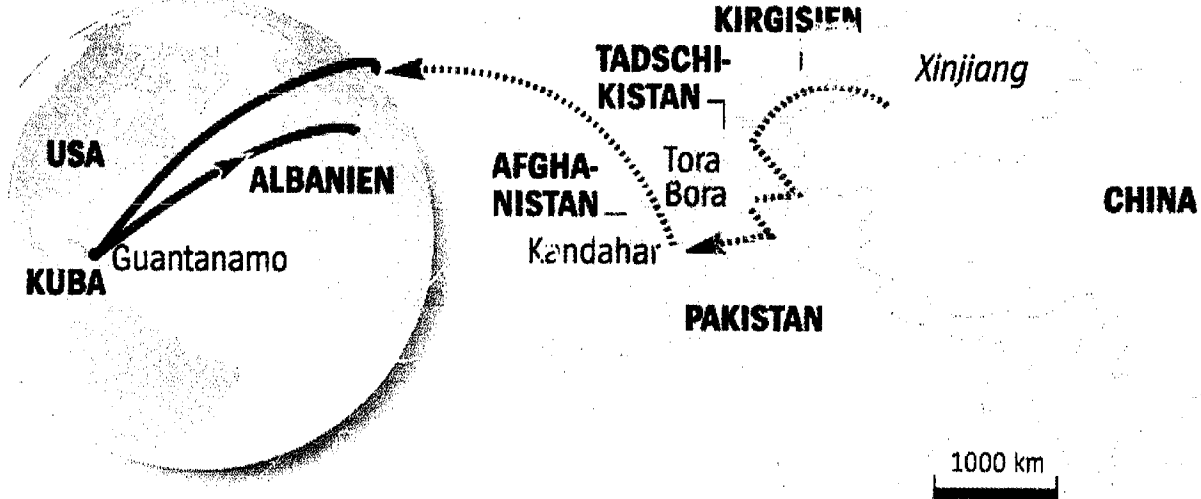 KIRGISIEN
TADSCHI-
KISTAN
Xinjiang
USA
ALBANIEN
AFGHA-
NISTAN
Tora
Bora
CHINA
Guantanamo
Kandahar
KUBA
PAKISTAN
1000 km